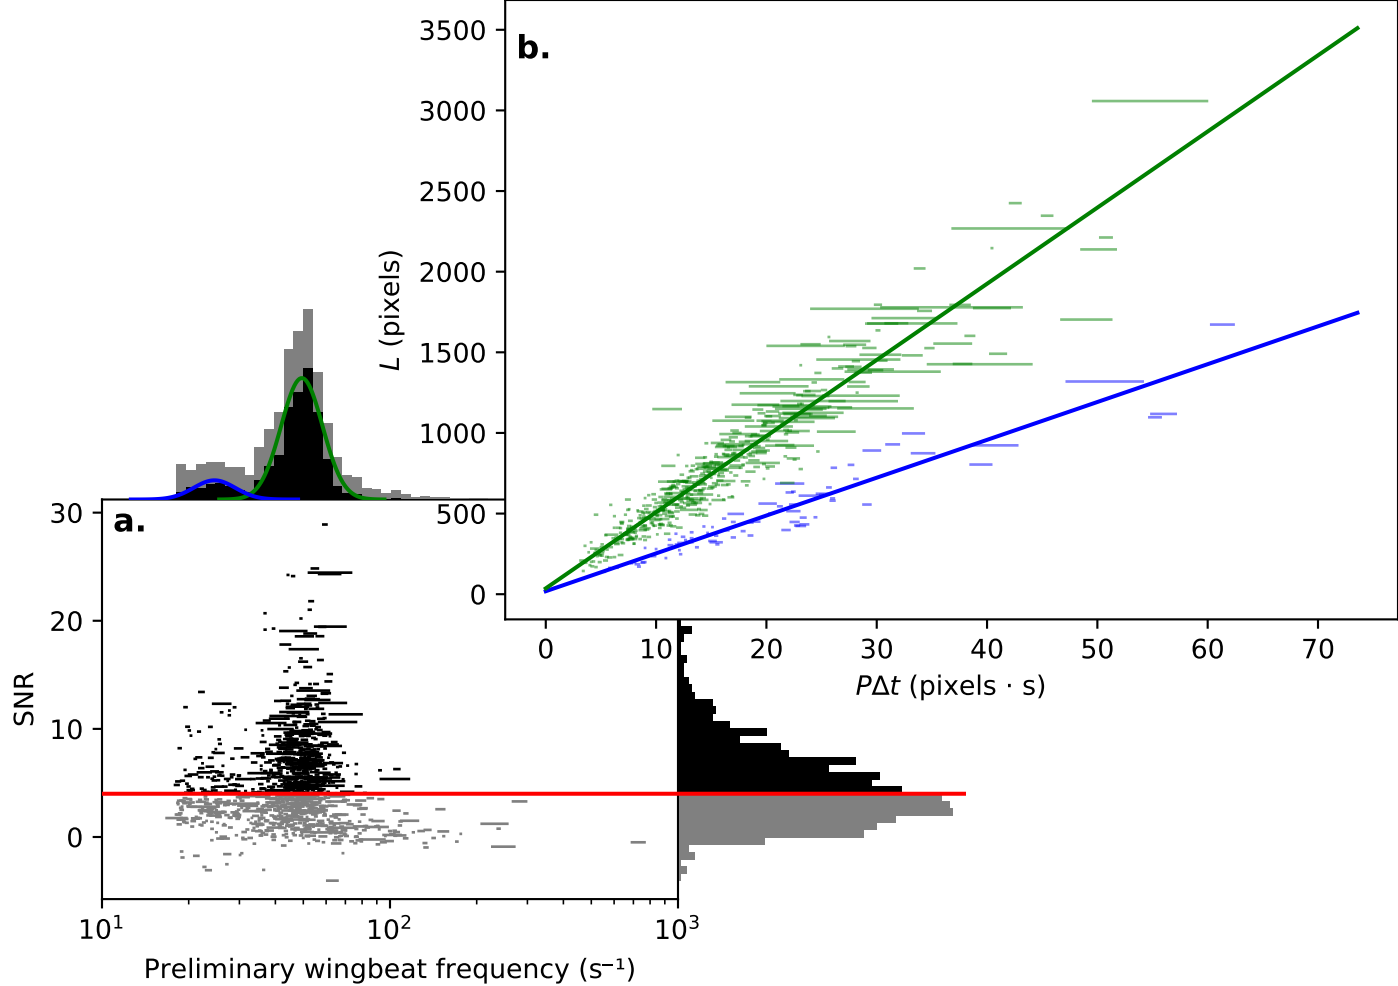 3500
b.
3000
2500
2000
1500
1000
500
0
L (pixels)
0 10 20 30 40 50 60 70
PΔt (pixels · s)
a.
30
20
10
0
SNR
10¹ 10² 10³
Preliminary wingbeat frequency (s⁻¹)